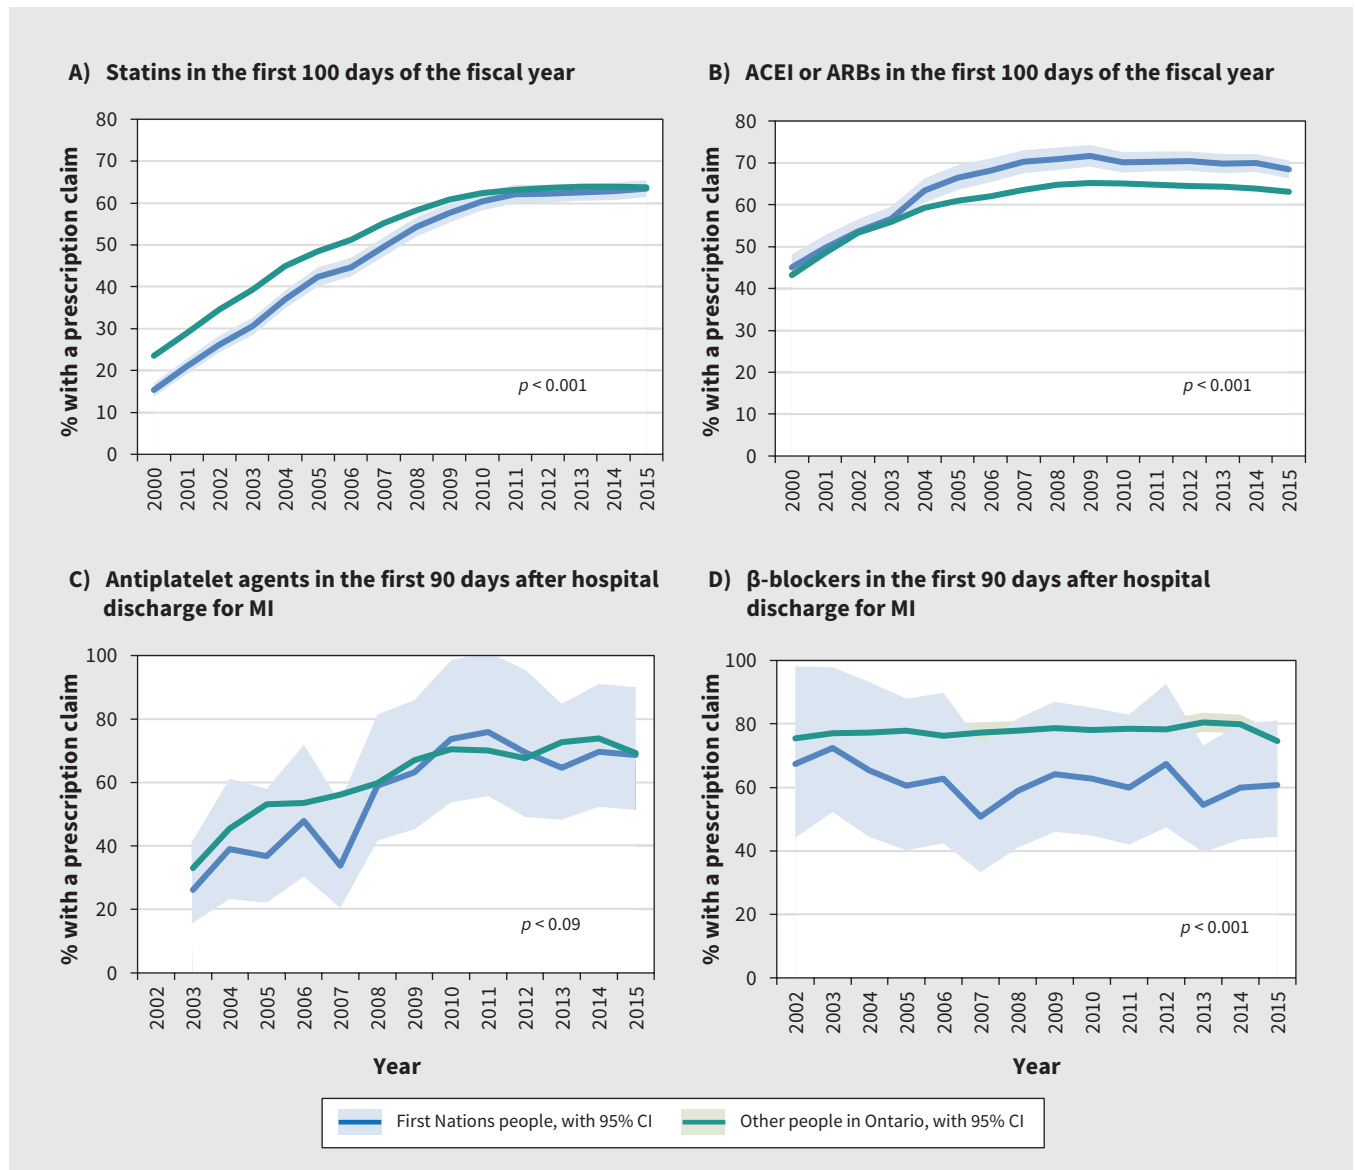 A) Statins in the first 100 days of the fiscal year
% with a prescription claim
80
70
60
50
40
30
20
10
0
p < 0.001
2000 2001 2002 2003 2004 2005 2006 2007 2008 2009 2010 2011 2012 2013 2014 2015
B) ACEI or ARBs in the first 100 days of the fiscal year
% with a prescription claim
80
70
60
50
40
30
20
10
0
p < 0.001
2000 2001 2002 2003 2004 2005 2006 2007 2008 2009 2010 2011 2012 2013 2014 2015
C) Antiplatelet agents in the first 90 days after hospital
discharge for MI
% with a prescription claim
100
80
60
40
20
0
p < 0.09
2002 2003 2004 2005 2006 2007 2008 2009 2010 2011 2012 2013 2014 2015
Year
D) β-blockers in the first 90 days after hospital
discharge for MI
% with a prescription claim
100
80
60
40
20
0
p < 0.001
2002 2003 2004 2005 2006 2007 2008 2009 2010 2011 2012 2013 2014 2015
Year
First Nations people, with 95% CI
Other people in Ontario, with 95% CI